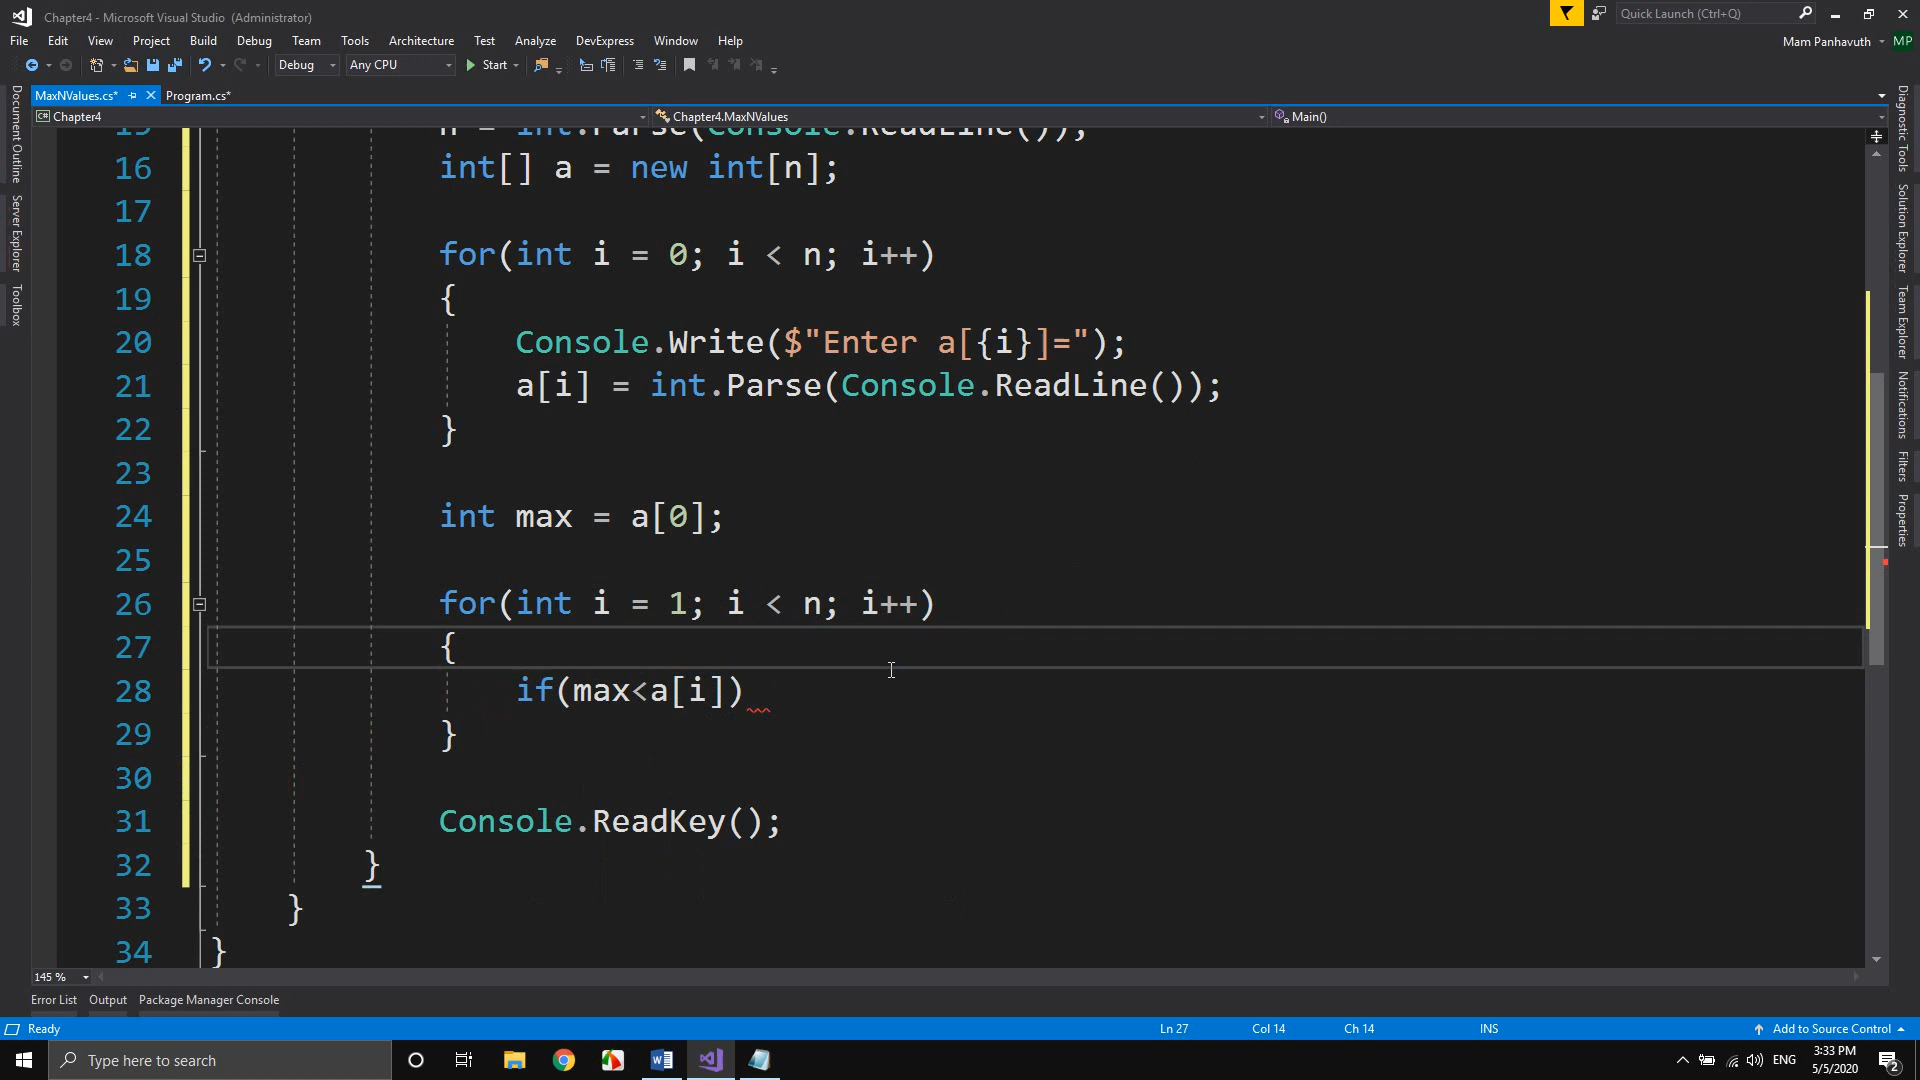 Chapter4 - Microsoft Visual Studio (Administrator)
Quick Launch (Ctrl+Q)
File Edit View Project Build Debug Team Tools Architecture Test Analyze DevExpress Window Help
Mam Panhavuth MP
Debug Any CPU Start
MaxNValues.cs* Program.cs*
Chapter4 Chapter4.MaxNValues Main()
Document Outline
Server Explorer
Toolbox
15 n = int.Parse(Console.ReadLine());
16 int[] a = new int[n];
17
18 for(int i = 0; i < n; i++)
19 {
20 Console.Write($"Enter a[{i}]=");
21 a[i] = int.Parse(Console.ReadLine());
22 }
23
24 int max = a[0];
25
26 for(int i = 1; i < n; i++)
27 {
28 if(max<a[i])
29 }
30
31 Console.ReadKey();
32 }
33 }
34 }
Diagnostic Tools
Solution Explorer
Team Explorer
Notifications
Filters
Properties
145 %
Error List Output Package Manager Console
Ready Ln 27 Col 14 Ch 14 INS Add to Source Control
Type here to search
ENG
3:33 PM
5/5/2020
2